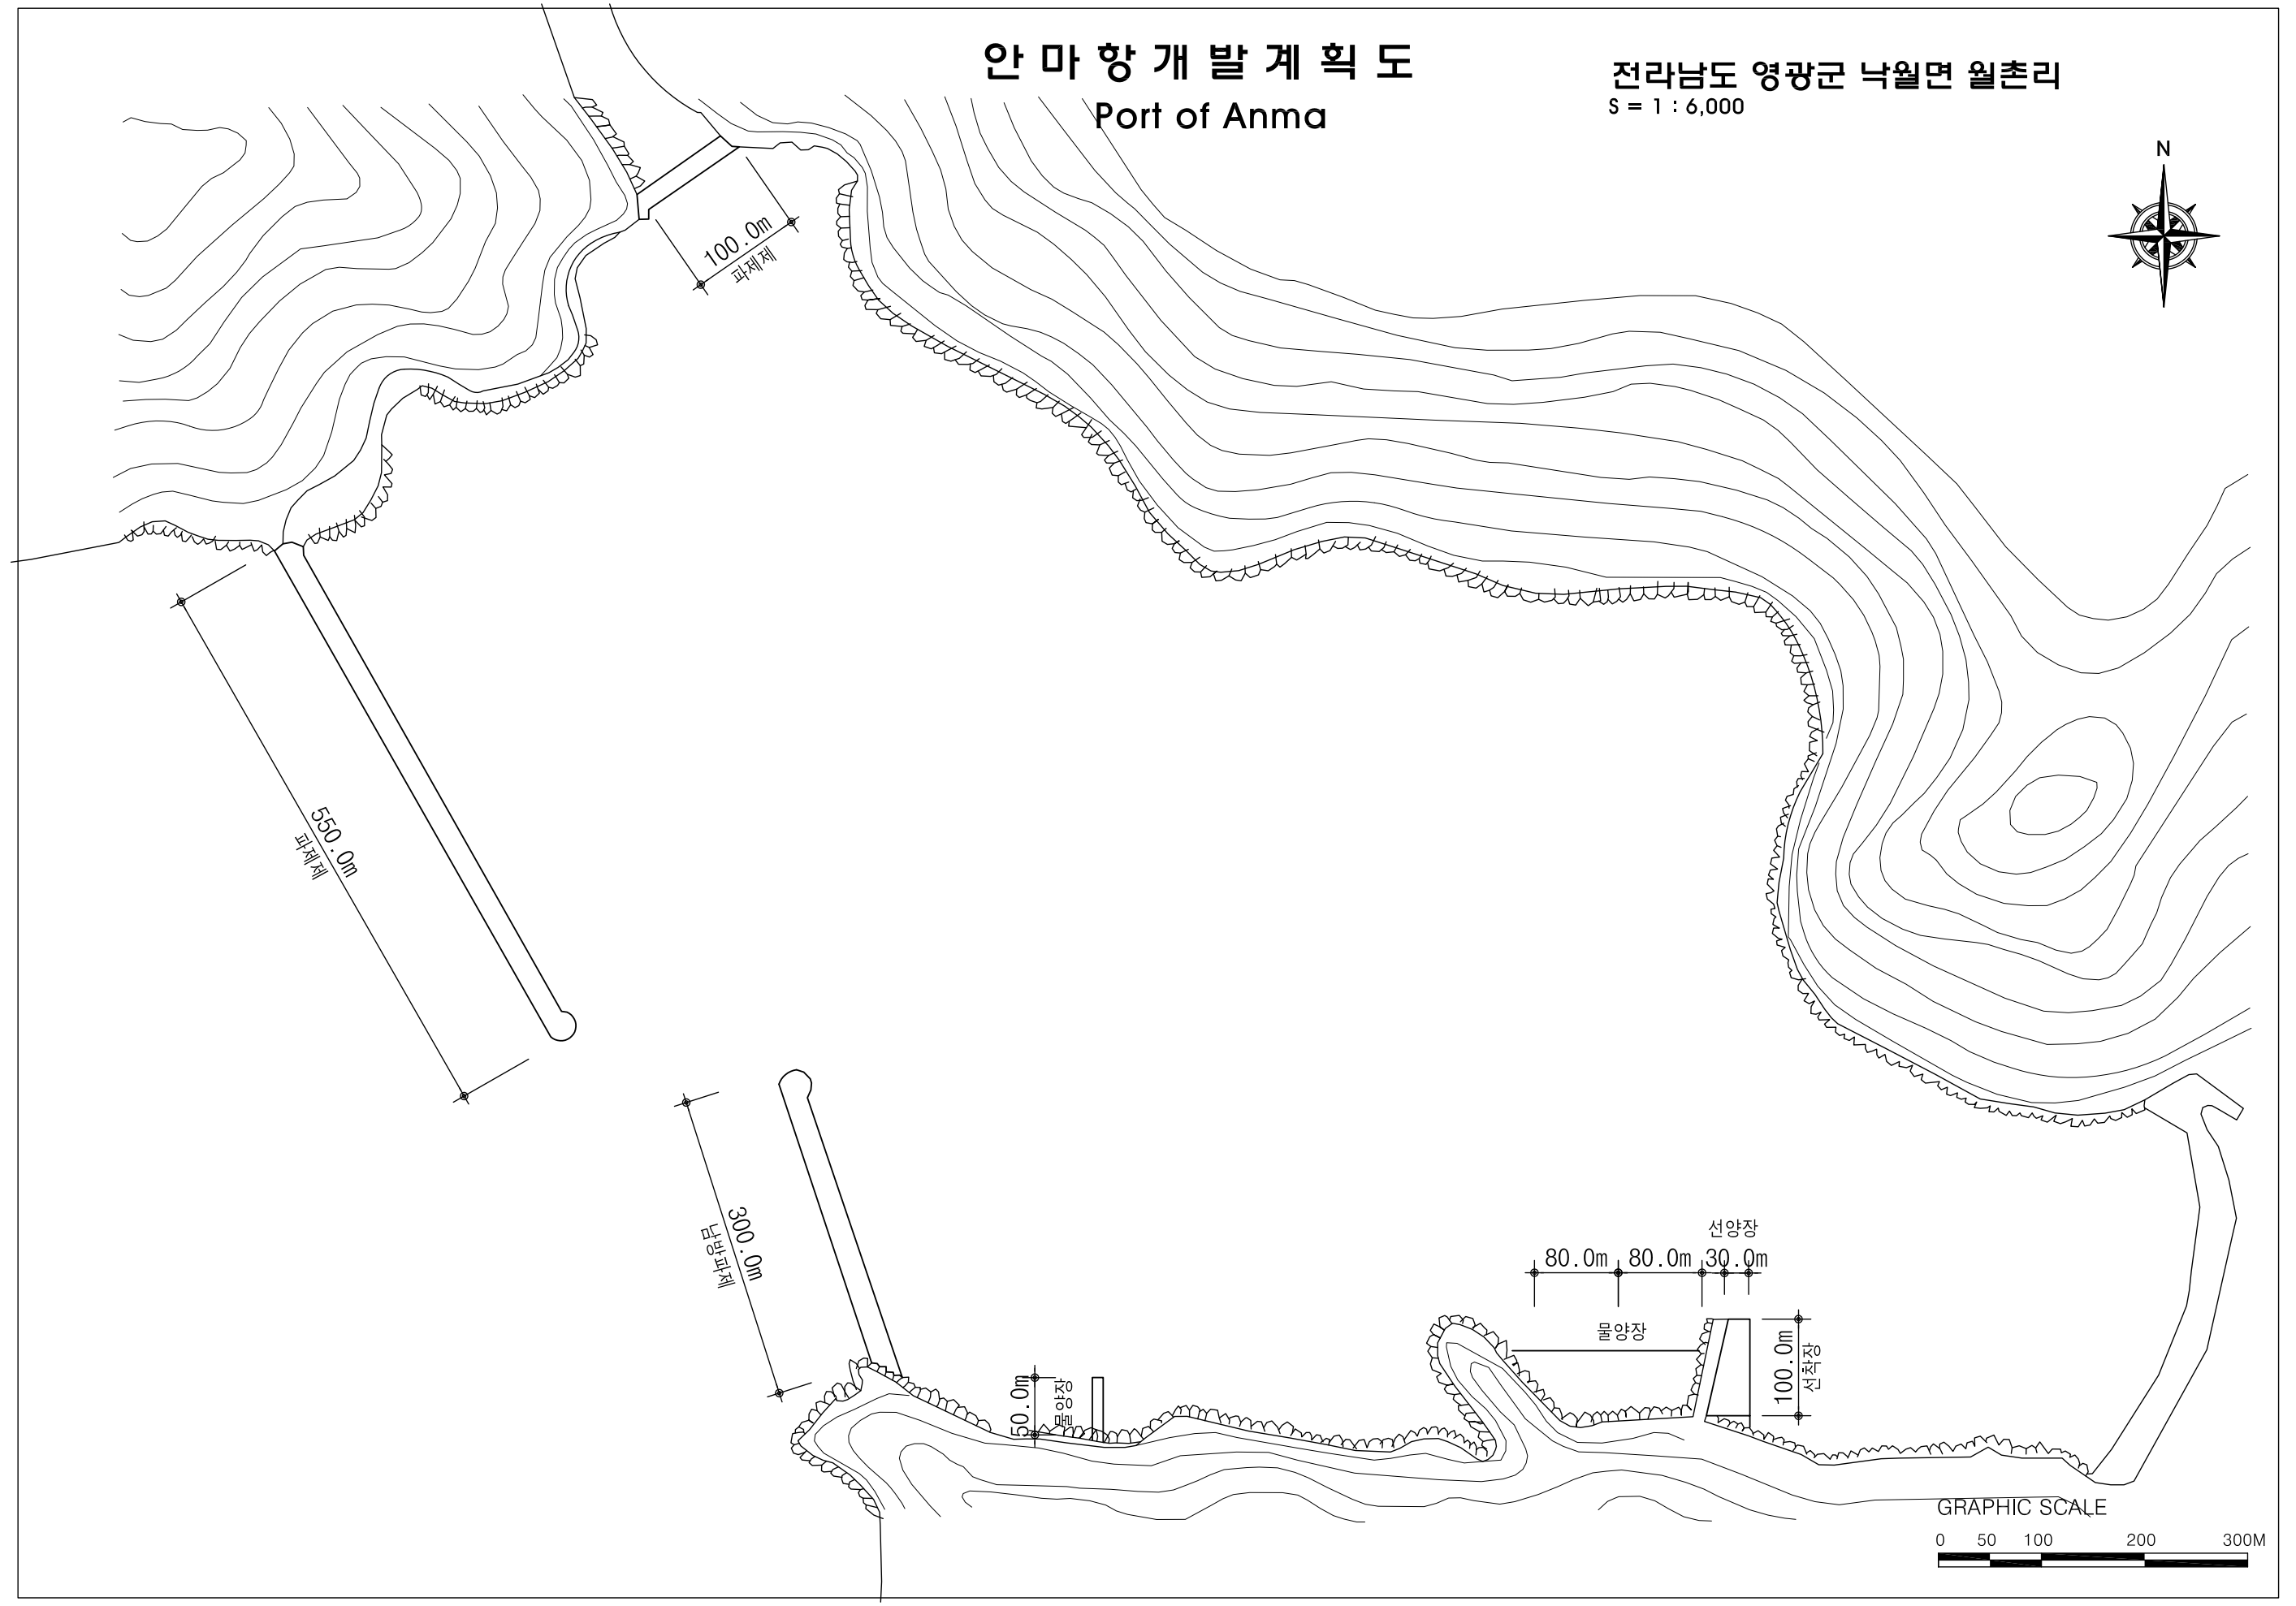 안마항개발계획도
Port of Anma
전라남도 영광군 낙월면 월촌리
S = 1 : 6,000
N
100.0m
파제제
550.0m
파제제
300.0m
남방파제
선양장
80.0m 80.0m 30.0m
물양장
100.0m
선착장
50.0m
물양장
GRAPHIC SCALE
0 50 100 200 300M